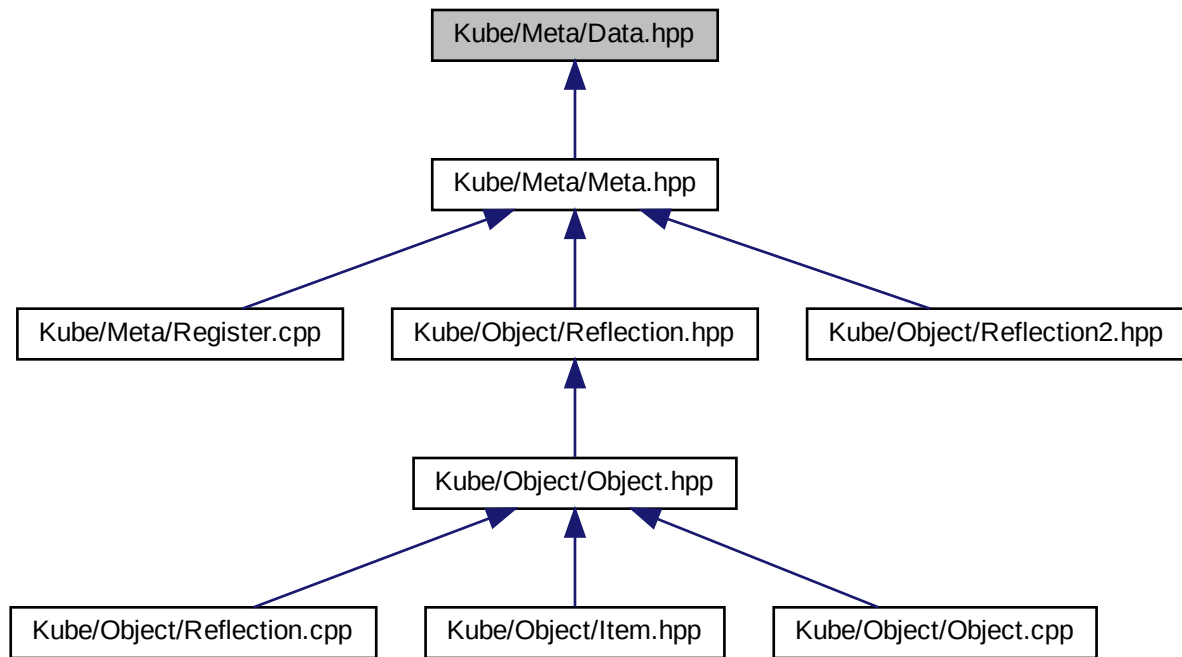 Kube/Meta/Data.hpp
Kube/Meta/Meta.hpp
Kube/Meta/Register.cpp
Kube/Object/Reflection.hpp
Kube/Object/Reflection2.hpp
Kube/Object/Object.hpp
Kube/Object/Reflection.cpp
Kube/Object/Item.hpp
Kube/Object/Object.cpp